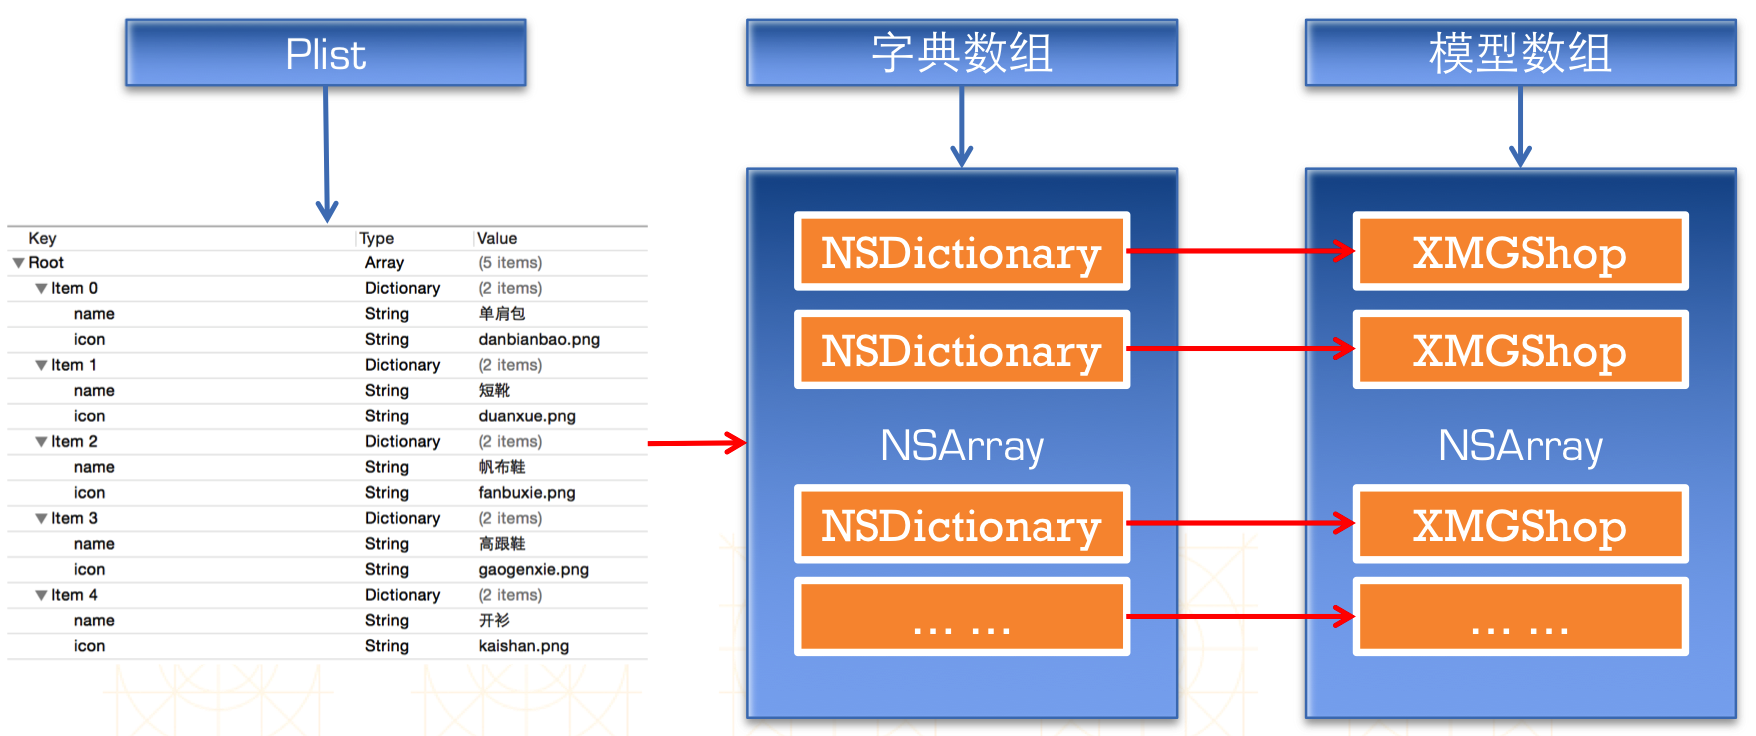 Plist
字典数组
模型数组
Key Type Value
Root Array (5 items)
Item 0 Dictionary (2 items)
name String 单肩包
icon String danbianbao.png
Item 1 Dictionary (2 items)
name String 短靴
icon String duanxue.png
Item 2 Dictionary (2 items)
name String 帆布鞋
icon String fanbuxie.png
Item 3 Dictionary (2 items)
name String 高跟鞋
icon String gaogenxie.png
Item 4 Dictionary (2 items)
name String 开衫
icon String kaishan.png
NSDictionary
NSDictionary
NSArray
NSDictionary
... ...
XMGShop
XMGShop
NSArray
XMGShop
... ...